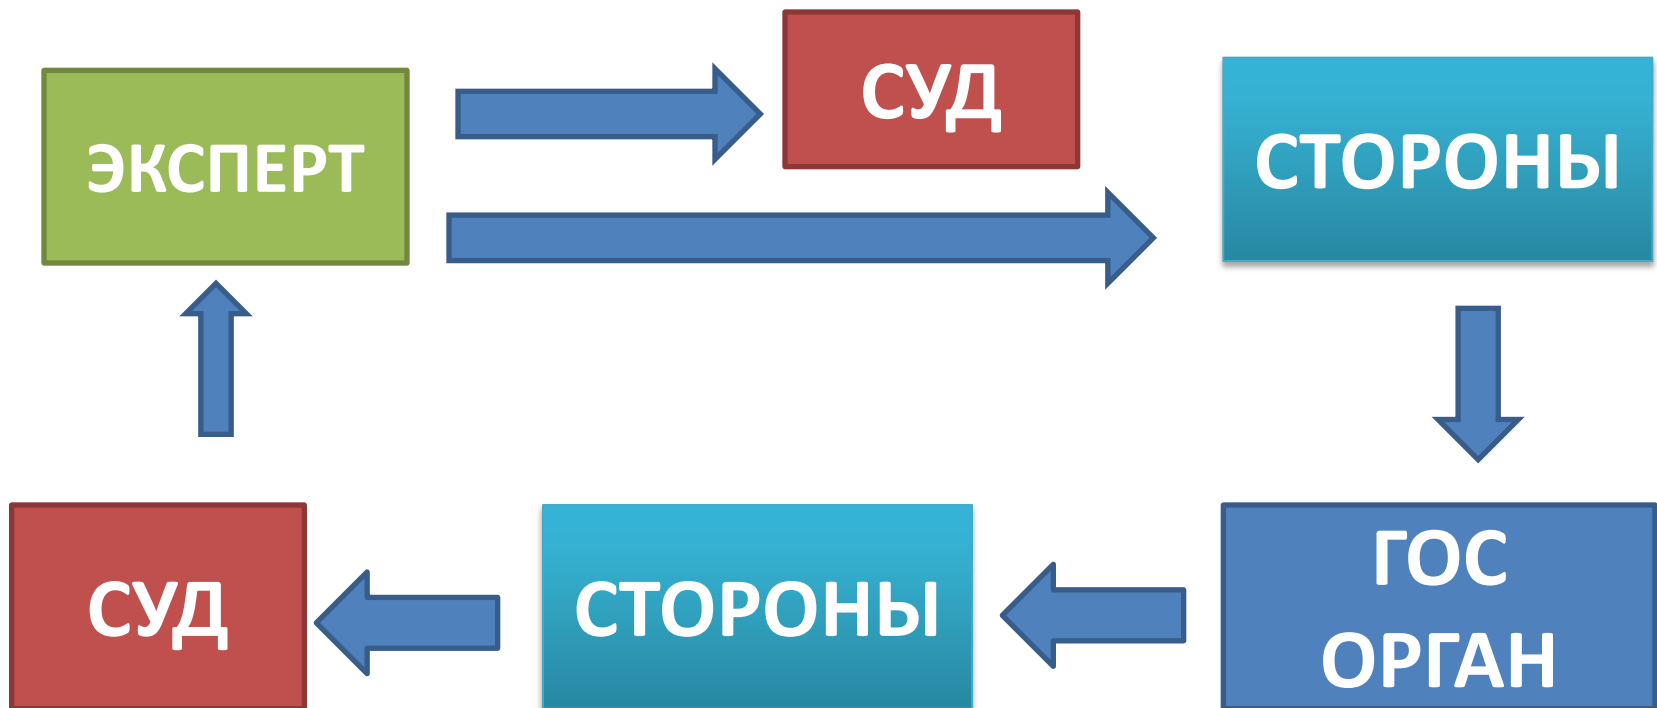 ЭКСПЕРТ
СУД
СТОРОНЫ
СУД
СТОРОНЫ
ГОС
ОРГАН